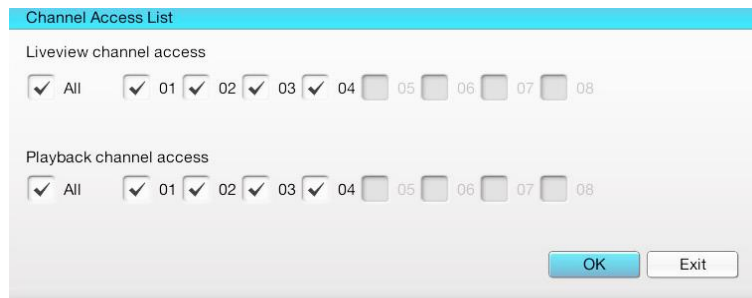 Channel Access List
Liveview channel access
All 01 02 03 04 05 06 07 08
Playback channel access
All 01 02 03 04 05 06 07 08
OK Exit